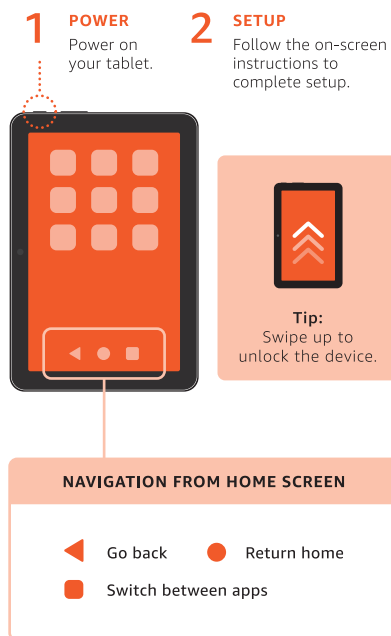 1
POWER
Power on
your tablet.
2
SETUP
Follow the on-screen
instructions to
complete setup.
Tip:
Swipe up to
unlock the device.
NAVIGATION FROM HOME SCREEN
Go back
Return home
Switch between apps